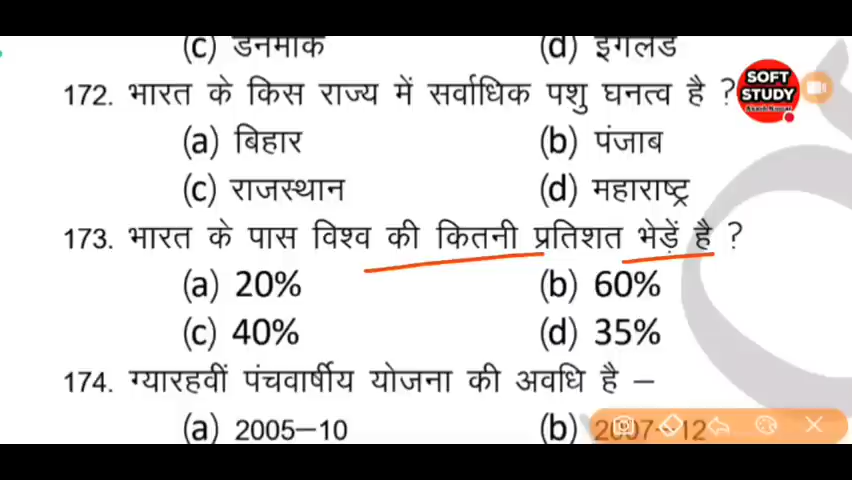 (c) डेनमार्क (d) इंगलैंड
172. भारत के किस राज्य में सर्वाधिक पशु घनत्व है ?
SOFT
STUDY
(a) बिहार (b) पंजाब
(c) राजस्थान (d) महाराष्ट्र
173. भारत के पास विश्व की कितनी प्रतिशत भेड़ें है ?
(a) 20% (b) 60%
(c) 40% (d) 35%
174. ग्यारहवीं पंचवार्षीय योजना की अवधि है –
(a) 2005–10 (b) 2007–12